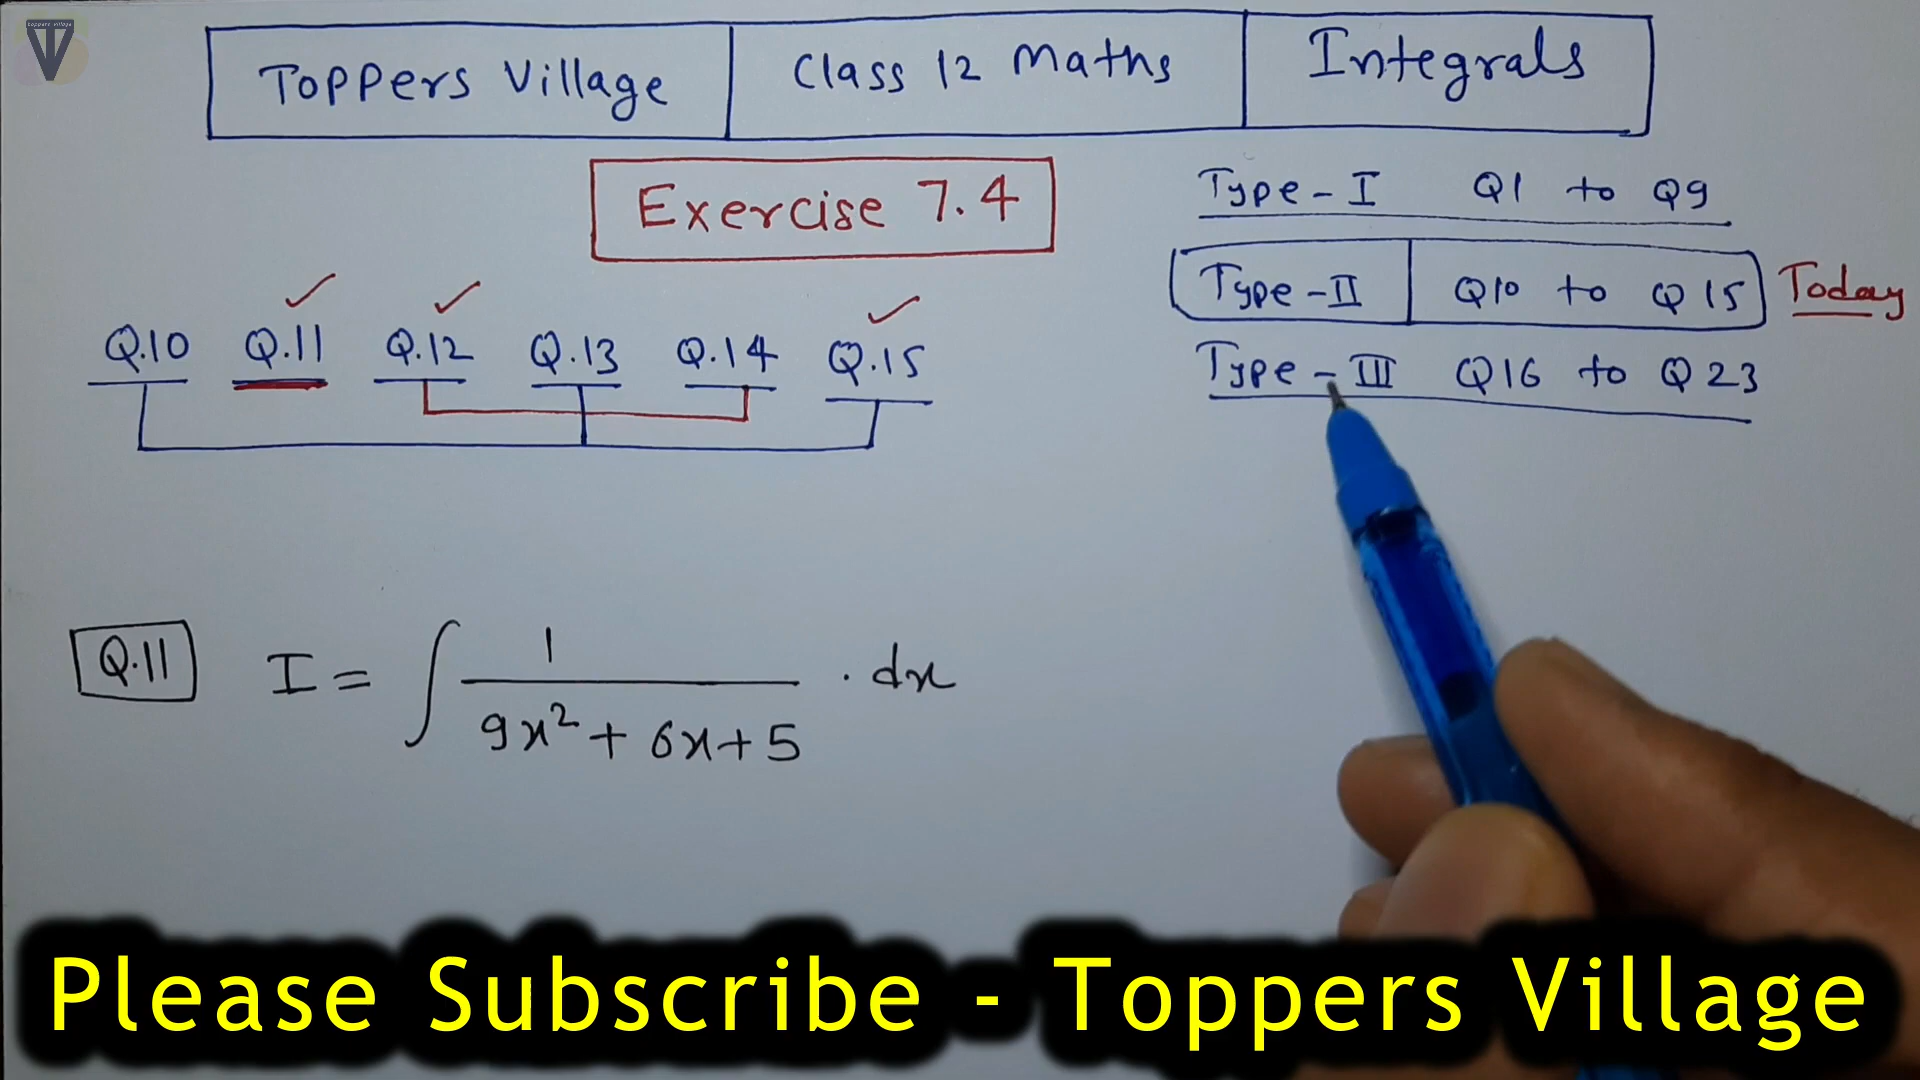 toppers village
Toppers Village Class 12 Maths Integrals
Exercise 7.4
Type - I Q1 to Q9
Type - II Q10 to Q15 Today
Type - III Q16 to Q23
Q.10 Q.11 Q.12 Q.13 Q.14 Q.15
Q.11 I = ∫ 1 / (9x² + 6x + 5) . dx
Please Subscribe - Toppers Village